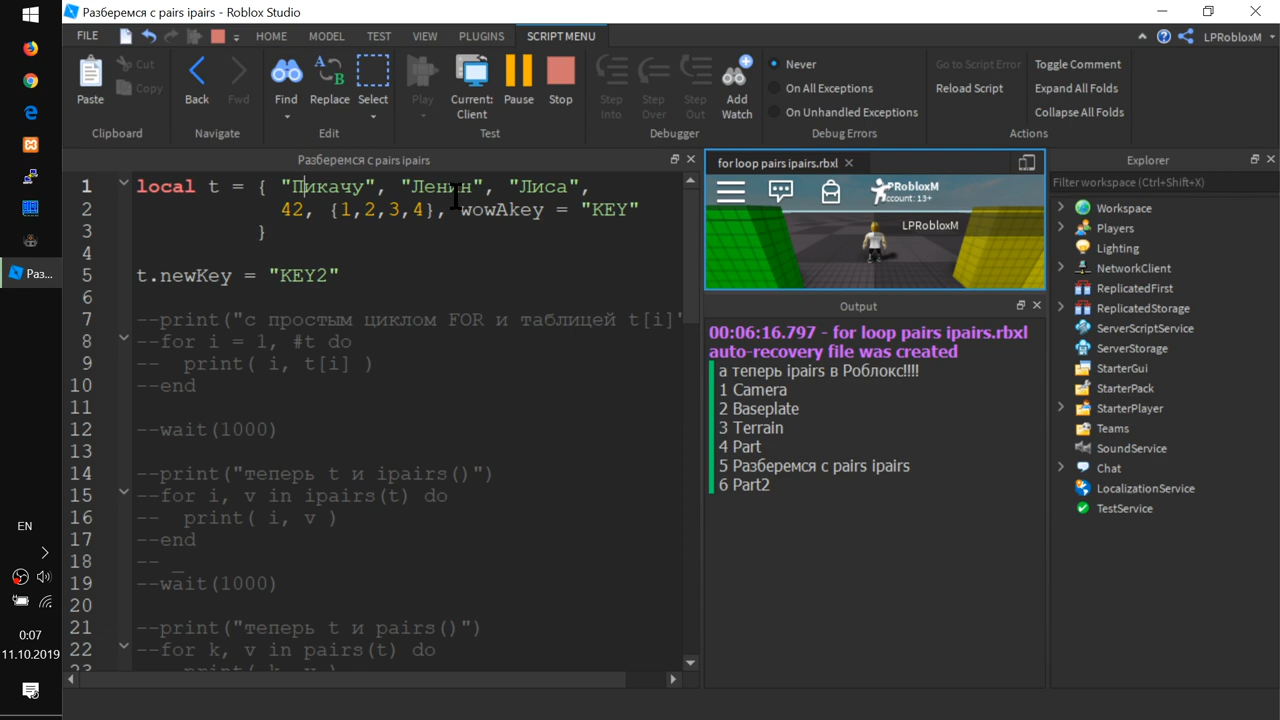 Разберемся с pairs ipairs - Roblox Studio
FILE
HOME
MODEL
TEST
VIEW
PLUGINS
SCRIPT MENU
LPRobloxM
Paste
Cut
Copy
Clipboard
Back
Fwd
Navigate
Find
Replace
Select
Edit
Play
Current: Client
Pause
Stop
Test
Step Into
Step Over
Step Out
Add Watch
Debugger
Never
On All Exceptions
On Unhandled Exceptions
Debug Errors
Go to Script Error
Reload Script
Toggle Comment
Expand All Folds
Collapse All Folds
Actions
Разберемся с pairs ipairs
1 local t = { "Пикачу", "Ленин", "Лиса",
2 42, {1,2,3,4}, wowAkey = "KEY"
3 }
4
5 t.newKey = "KEY2"
6
7 --print("с простым циклом FOR и таблицей t[i]"
8 --for i = 1, #t do
9 -- print( i, t[i] )
10 --end
11
12 --wait(1000)
13
14 --print("теперь t и ipairs()")
15 --for i, v in ipairs(t) do
16 -- print( i, v )
17 --end
18 -- _
19 --wait(1000)
20
21 --print("теперь t и pairs()")
22 --for k, v in pairs(t) do
for loop pairs ipairs.rbxl
PRobloxM
ccount: 13+
LPRobloxM
Output
00:06:16.797 - for loop pairs ipairs.rbxl
auto-recovery file was created
а теперь ipairs в Роблокс!!!!
1 Camera
2 Baseplate
3 Terrain
4 Part
5 Разберемся с pairs ipairs
6 Part2
Explorer
Filter workspace (Ctrl+Shift+X)
Workspace
Players
Lighting
NetworkClient
ReplicatedFirst
ReplicatedStorage
ServerScriptService
ServerStorage
StarterGui
StarterPack
StarterPlayer
Teams
SoundService
Chat
LocalizationService
TestService
Раз...
EN
0:07
11.10.2019